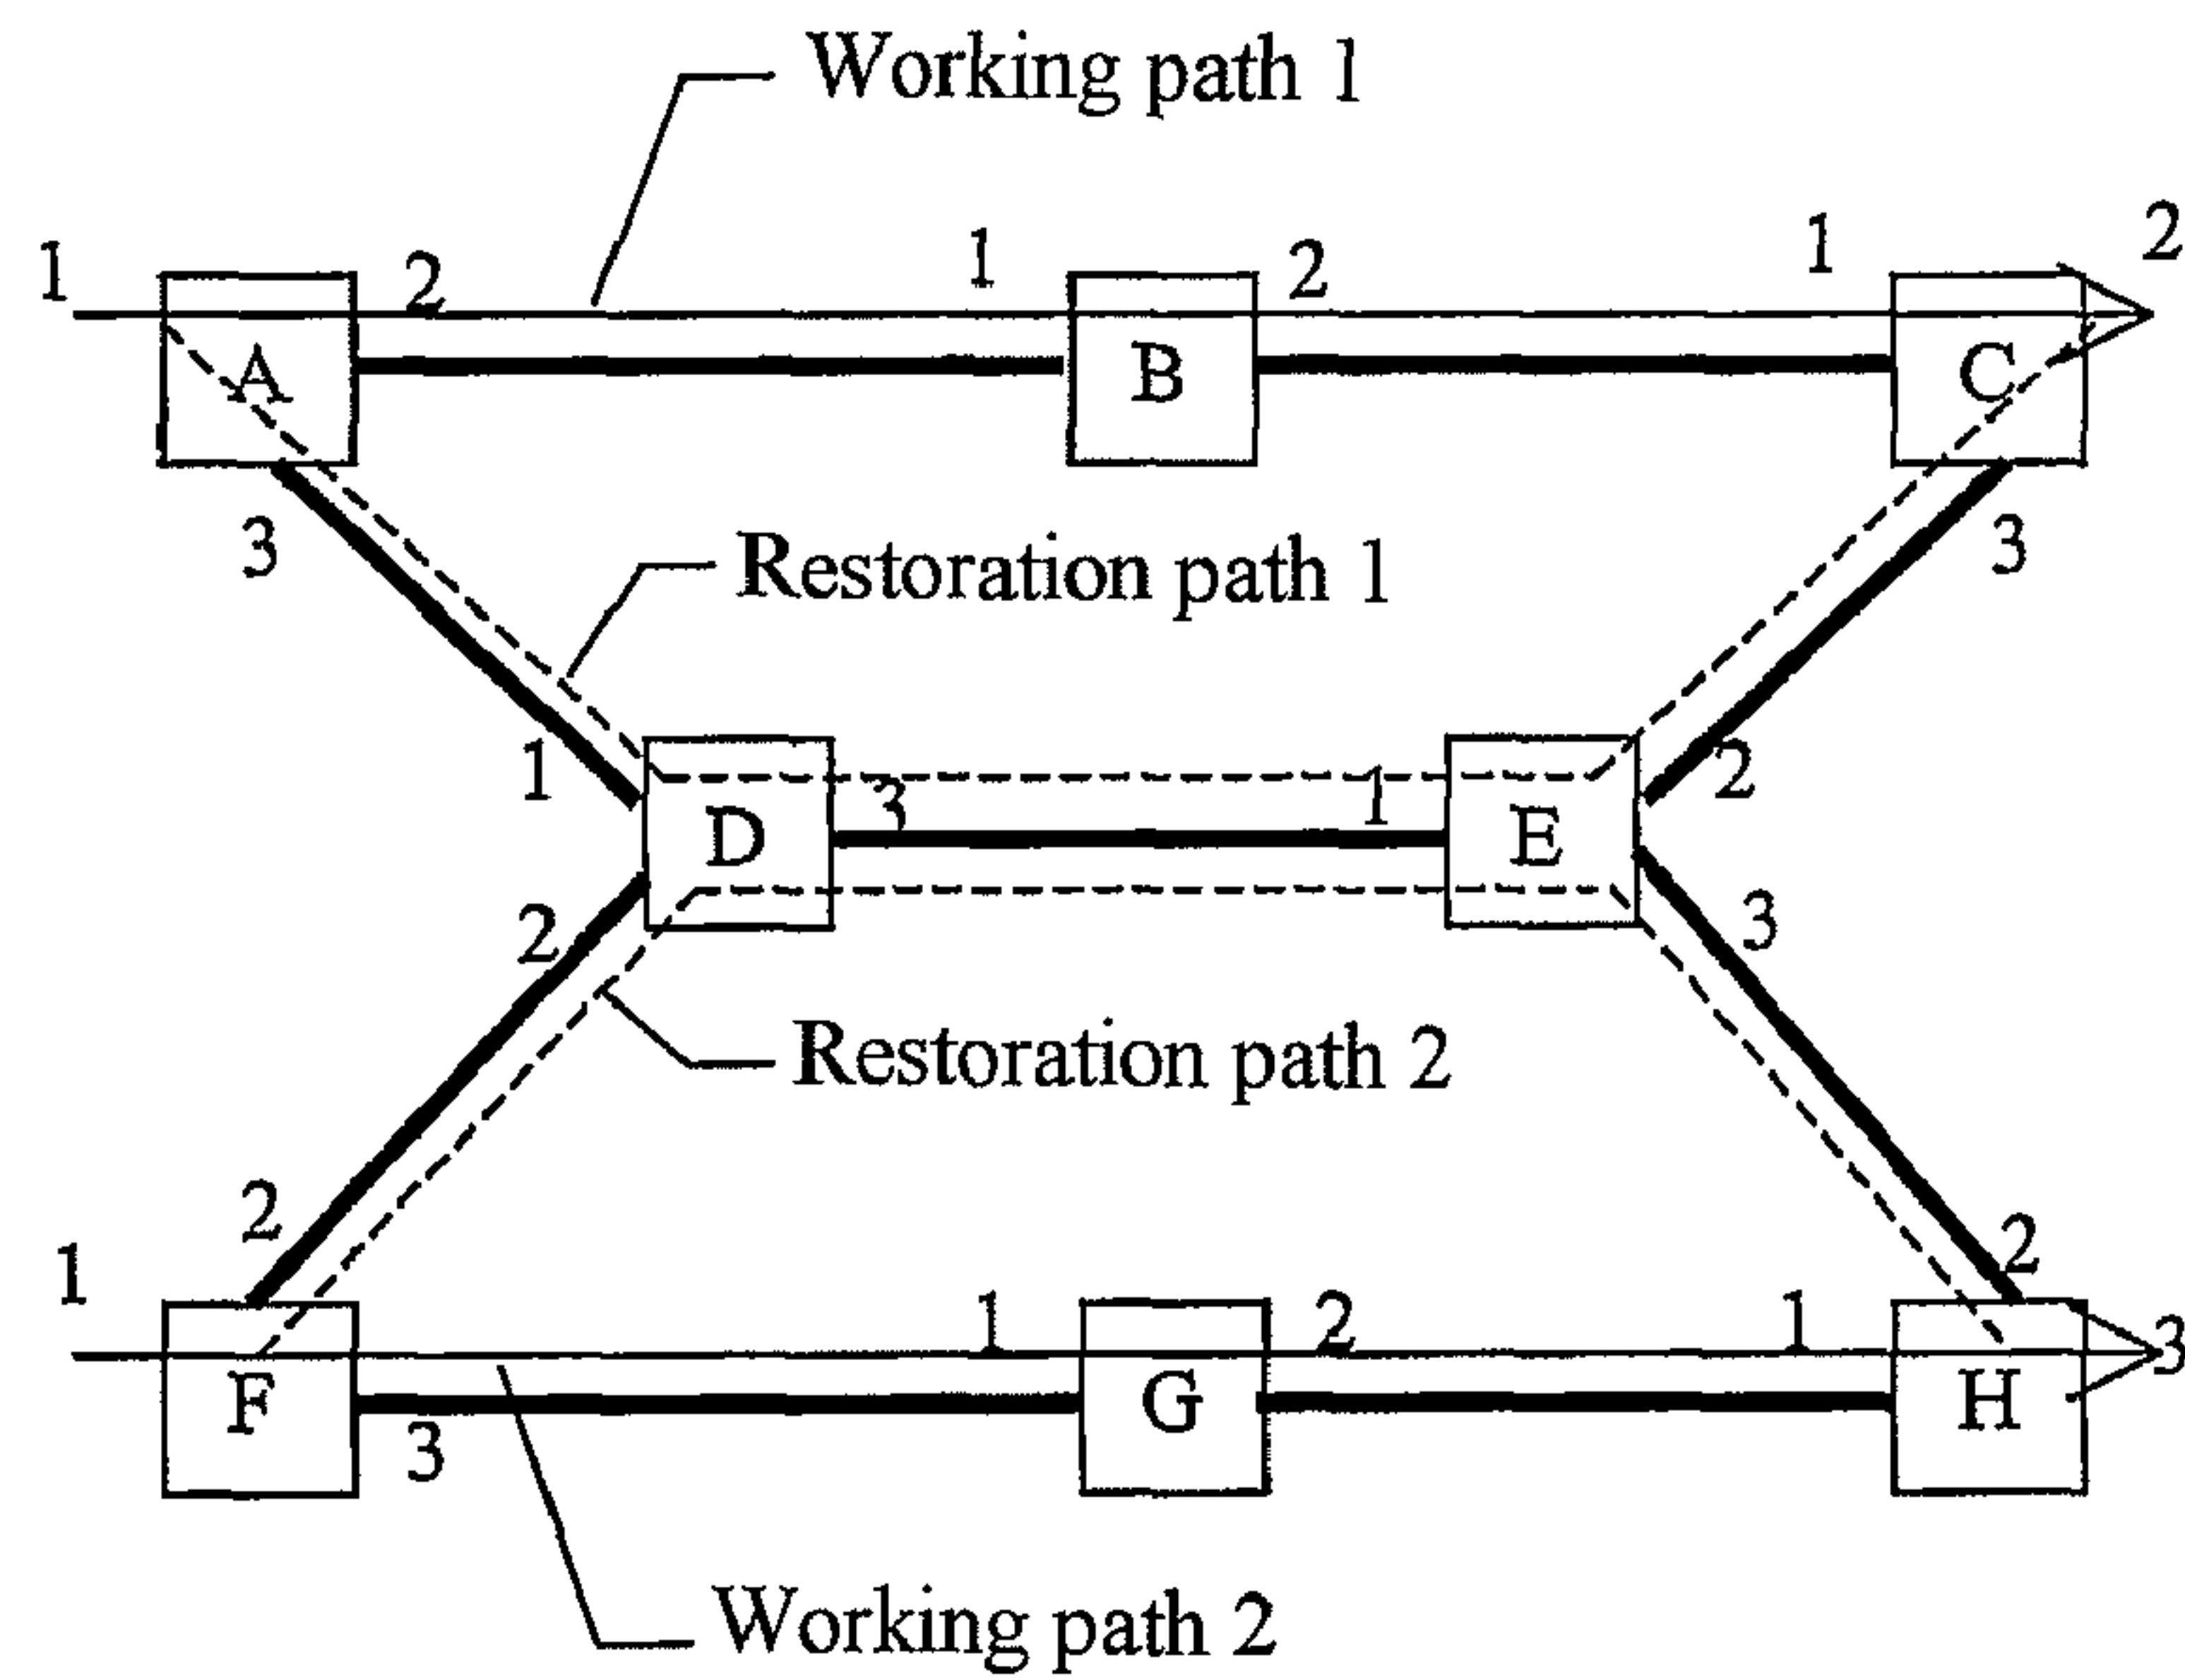 Working path 1
1 2 1 2 1 2
A B C
3 Restoration path 1 3
1 3 1 2
D E
2 3
Restoration path 2
2 2
1 1 2 1 3
F G H
3
Working path 2